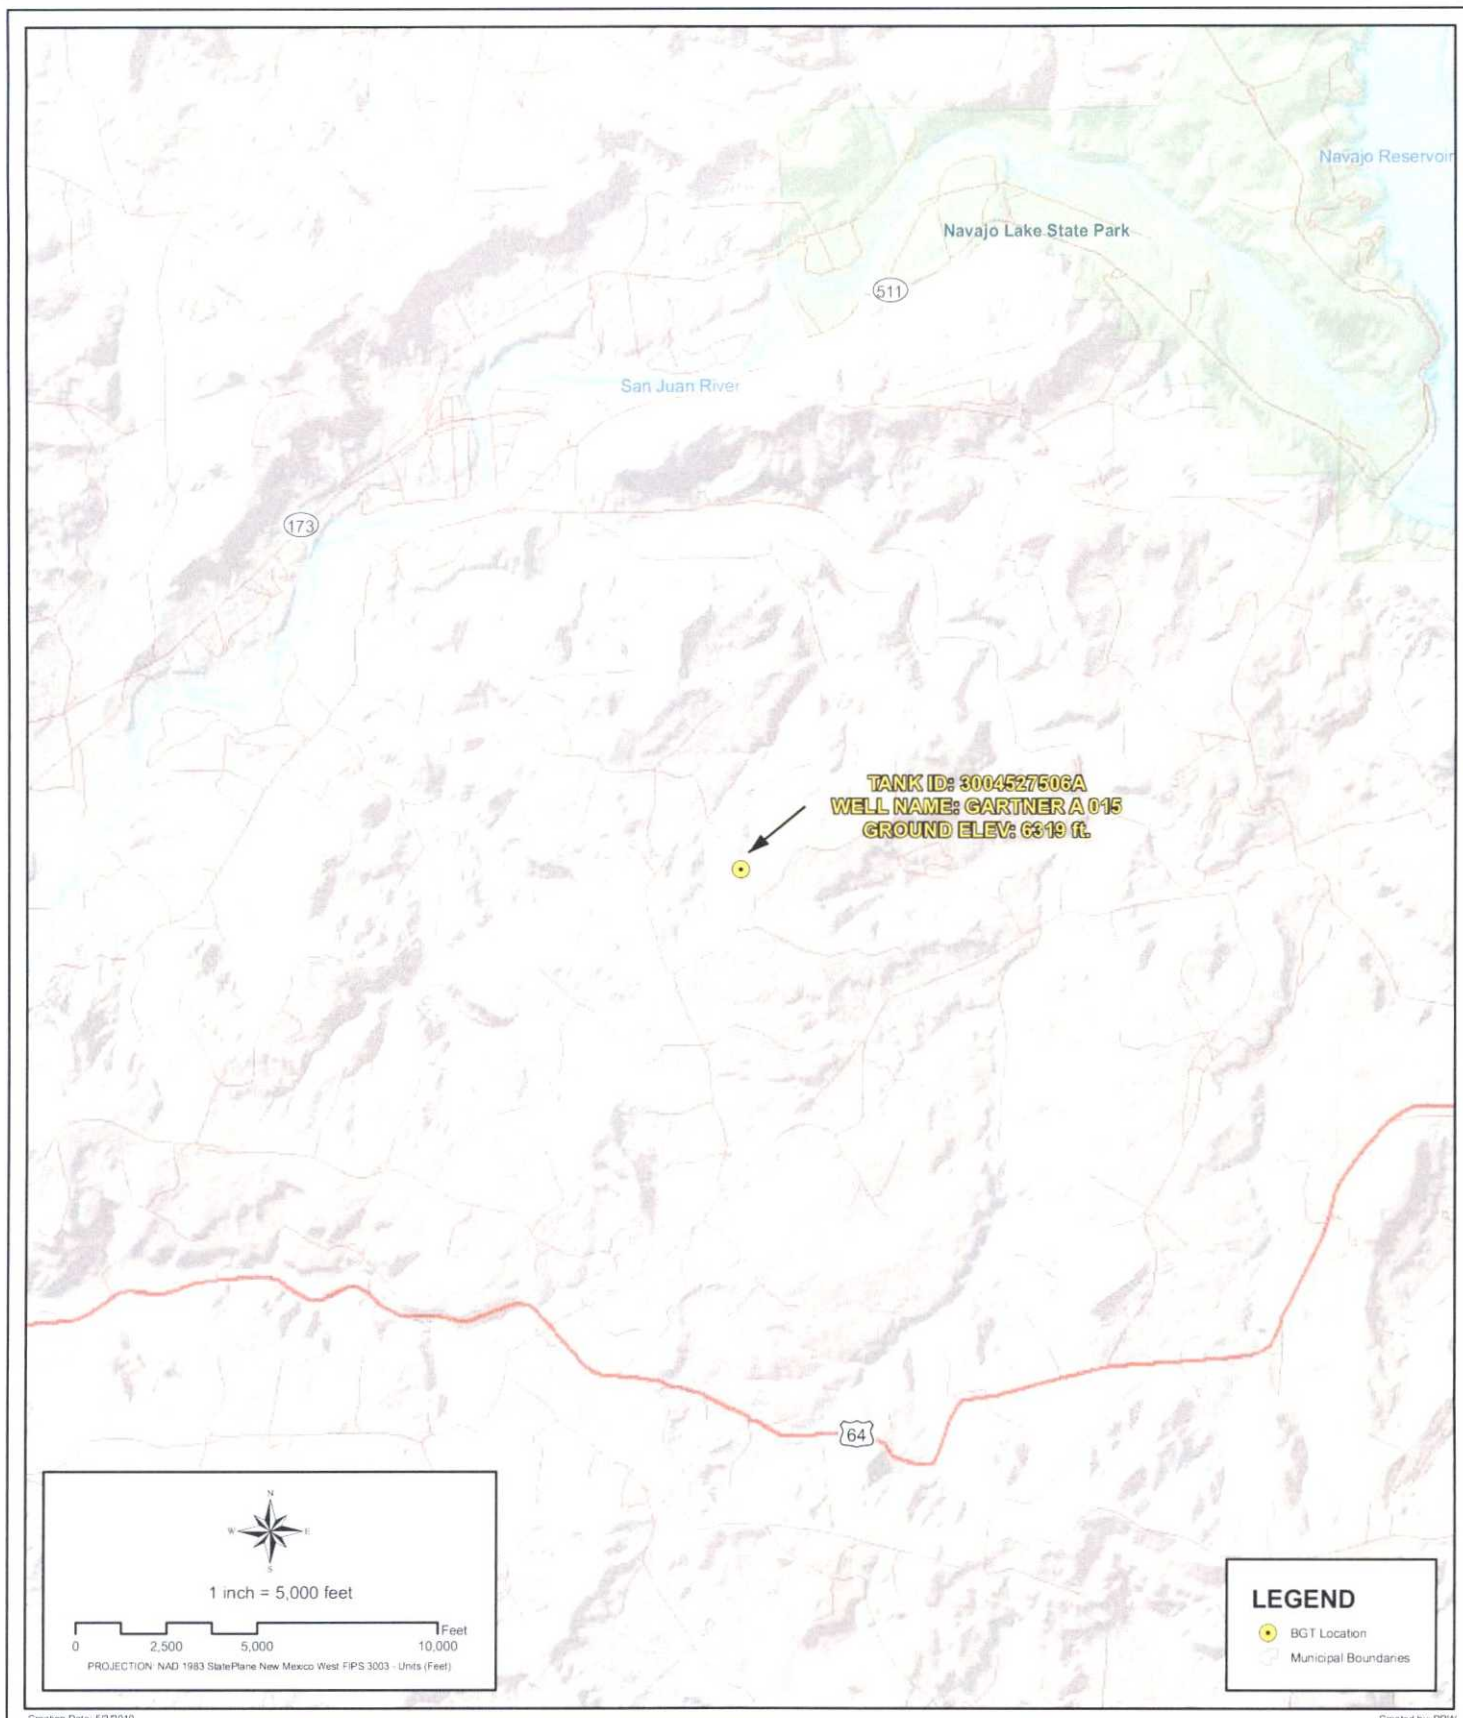 Navajo Reservoir
Navajo Lake State Park
511
San Juan River
173
TANK ID: 3004527506A
WELL NAME: GARTNER A 015
GROUND ELEV: 6319 ft.
64
N
W E
S
1 inch = 5,000 feet
Feet
0 2,500 5,000 10,000
PROJECTION: NAD 1983 StatePlane New Mexico West FIPS 3003 - Units (Feet)
LEGEND
BGT Location
Municipal Boundaries